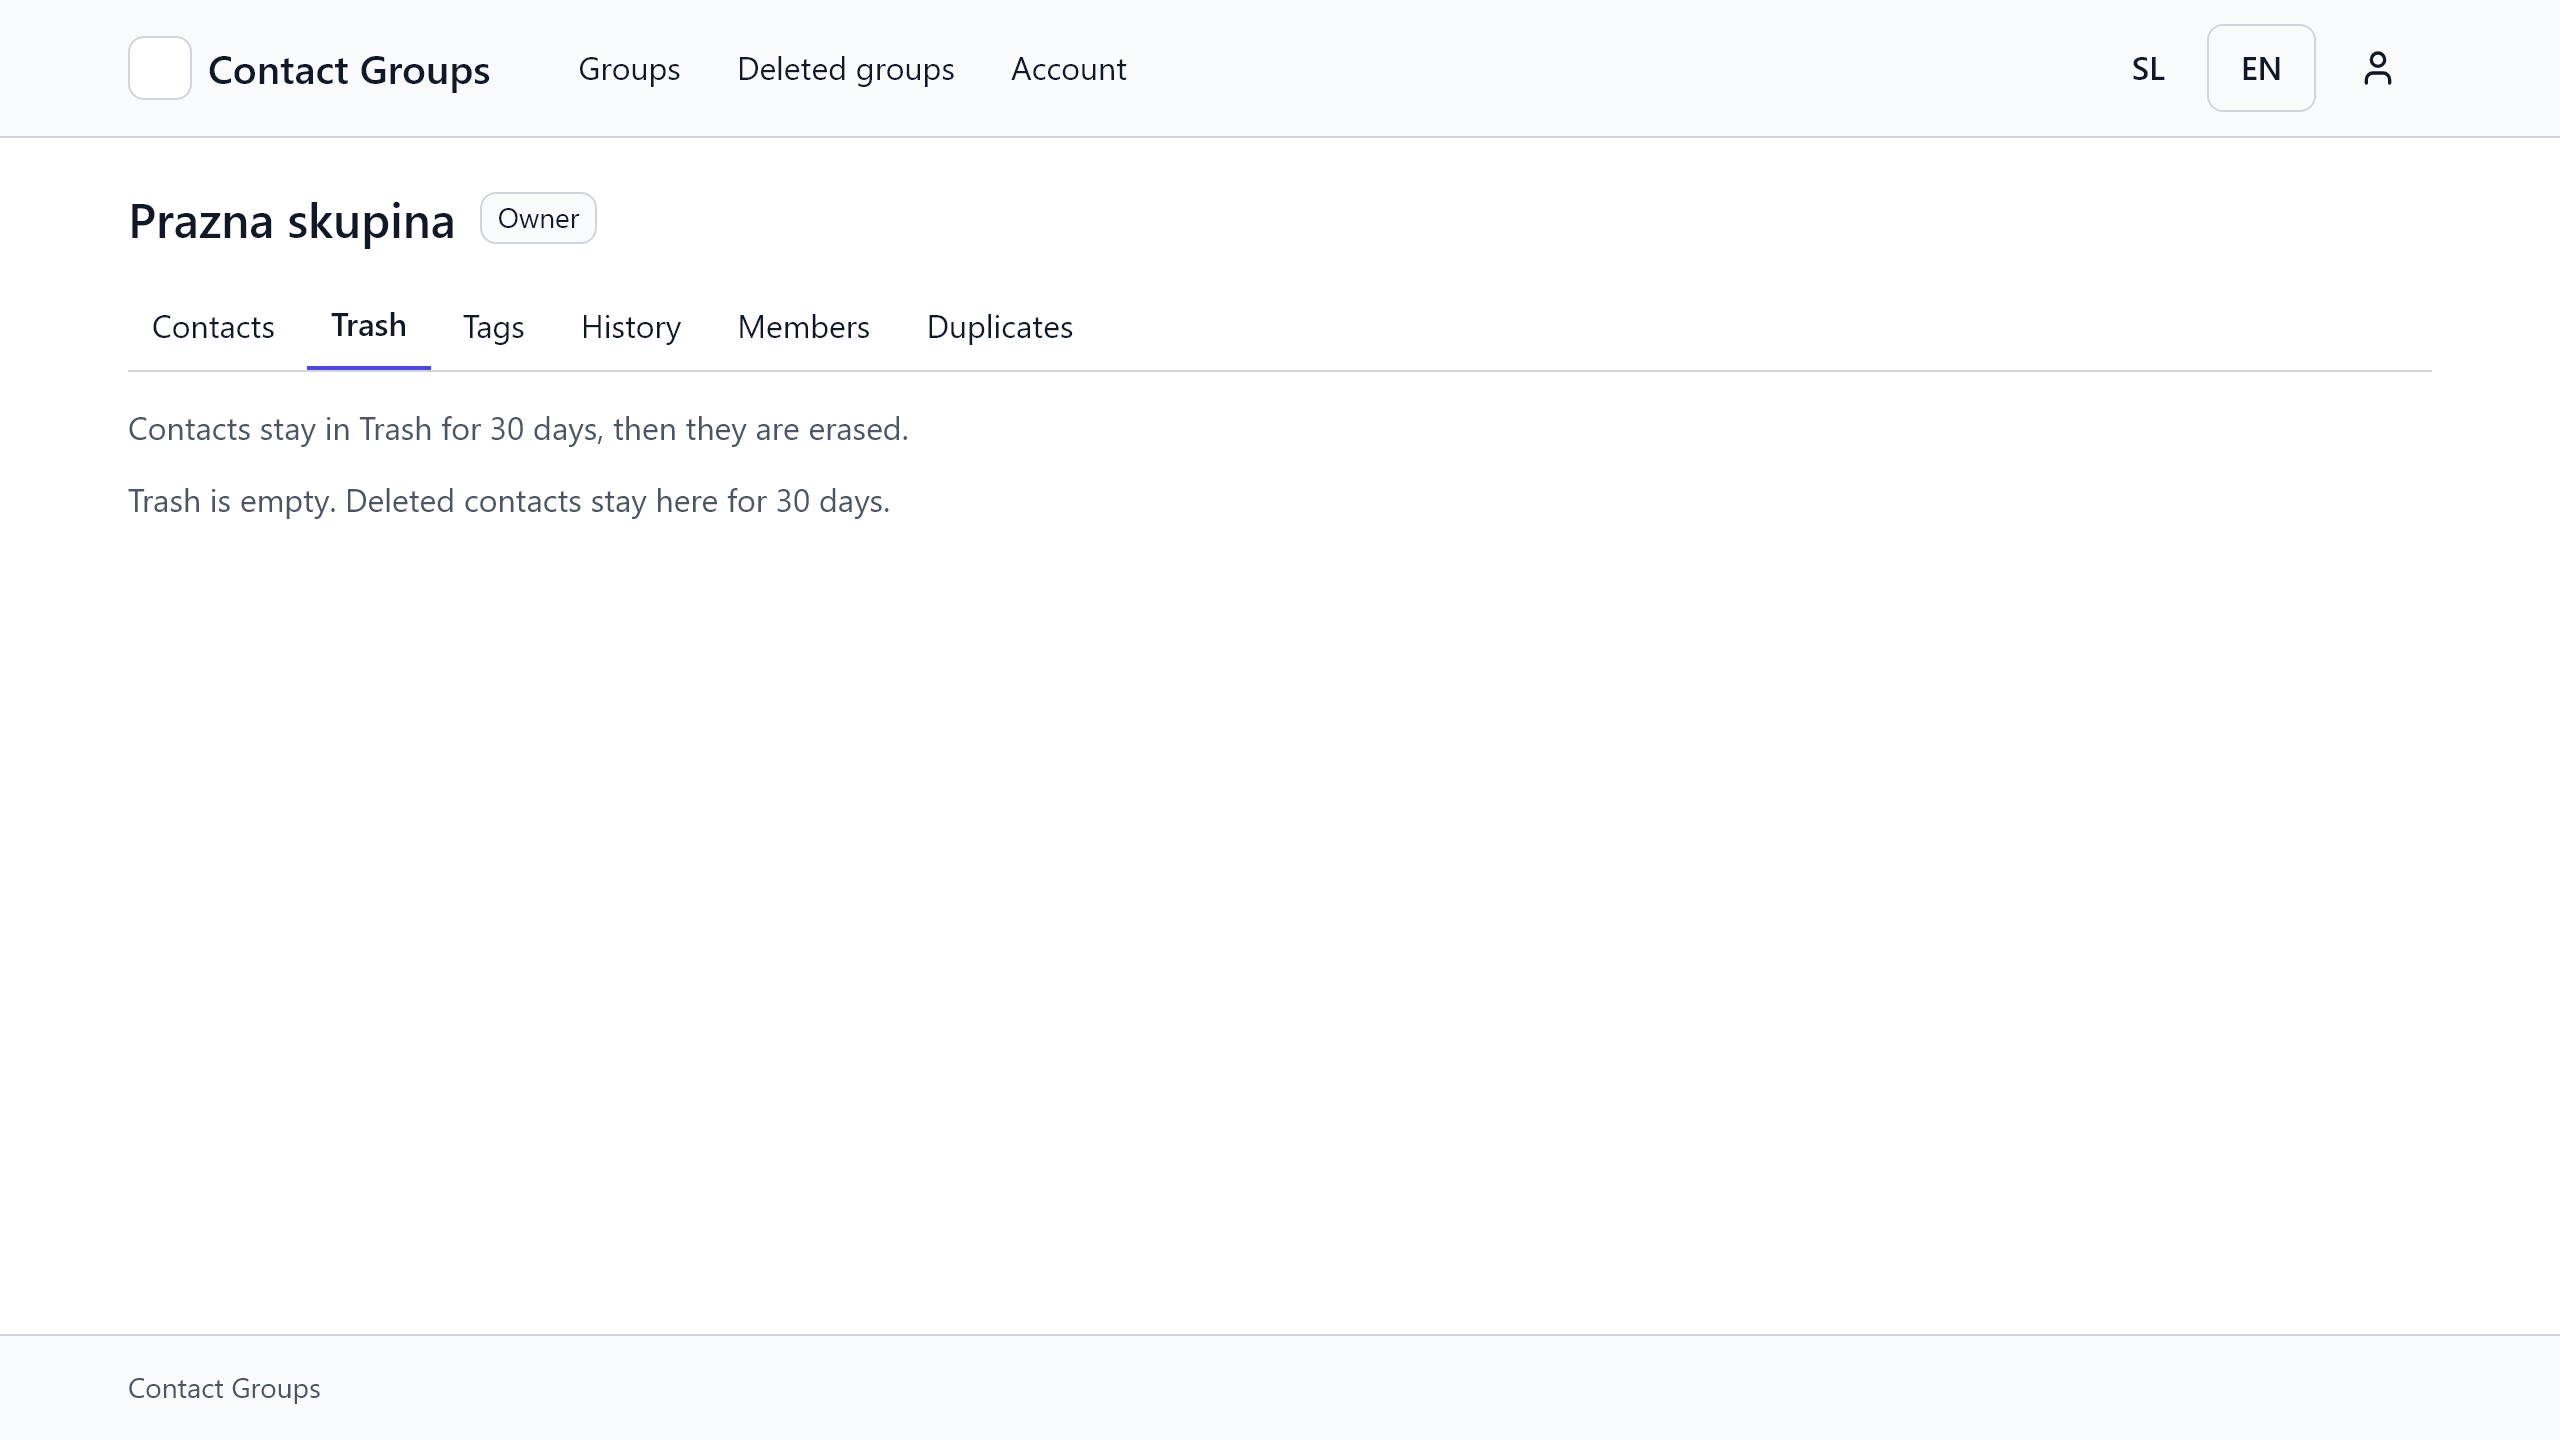 Contact Groups
Groups
Deleted groups
Account
SL
EN
Prazna skupina
Owner
Contacts
Trash
Tags
History
Members
Duplicates
Contacts stay in Trash for 30 days, then they are erased.
Trash is empty. Deleted contacts stay here for 30 days.
Contact Groups